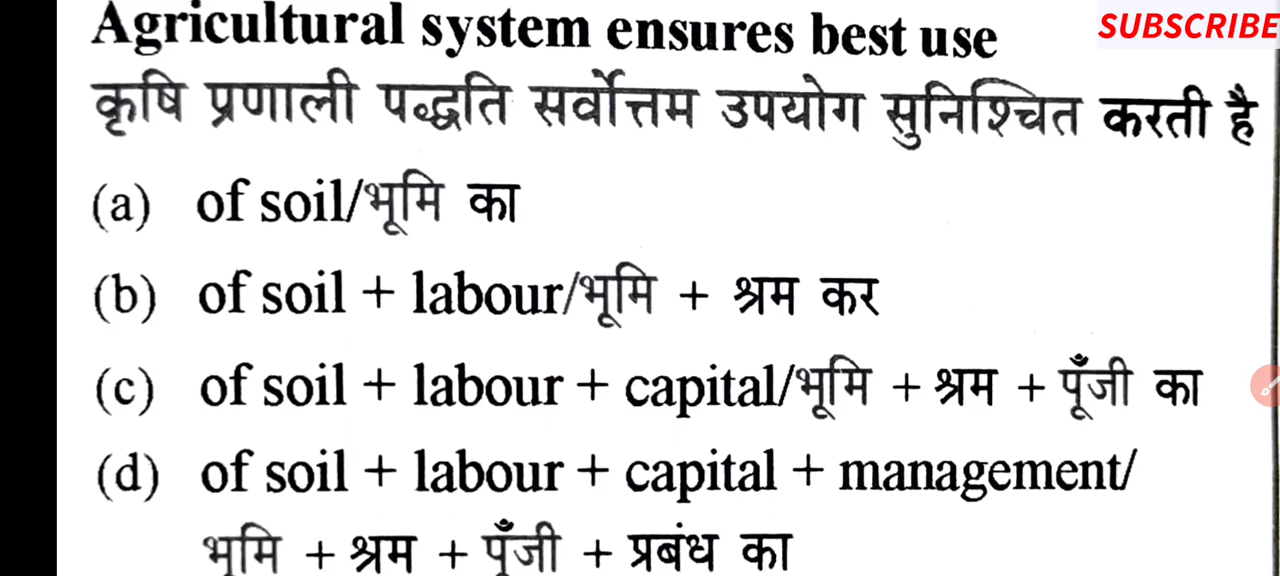 Agricultural system ensures best use
SUBSCRIBE
कृषि प्रणाली पद्धति सर्वोत्तम उपयोग सुनिश्चित करती है
(a) of soil/भूमि का
(b) of soil + labour/भूमि + श्रम कर
(c) of soil + labour + capital/भूमि + श्रम + पूँजी का
(d) of soil + labour + capital + management/
भूमि + श्रम + पूँजी + प्रबंध का